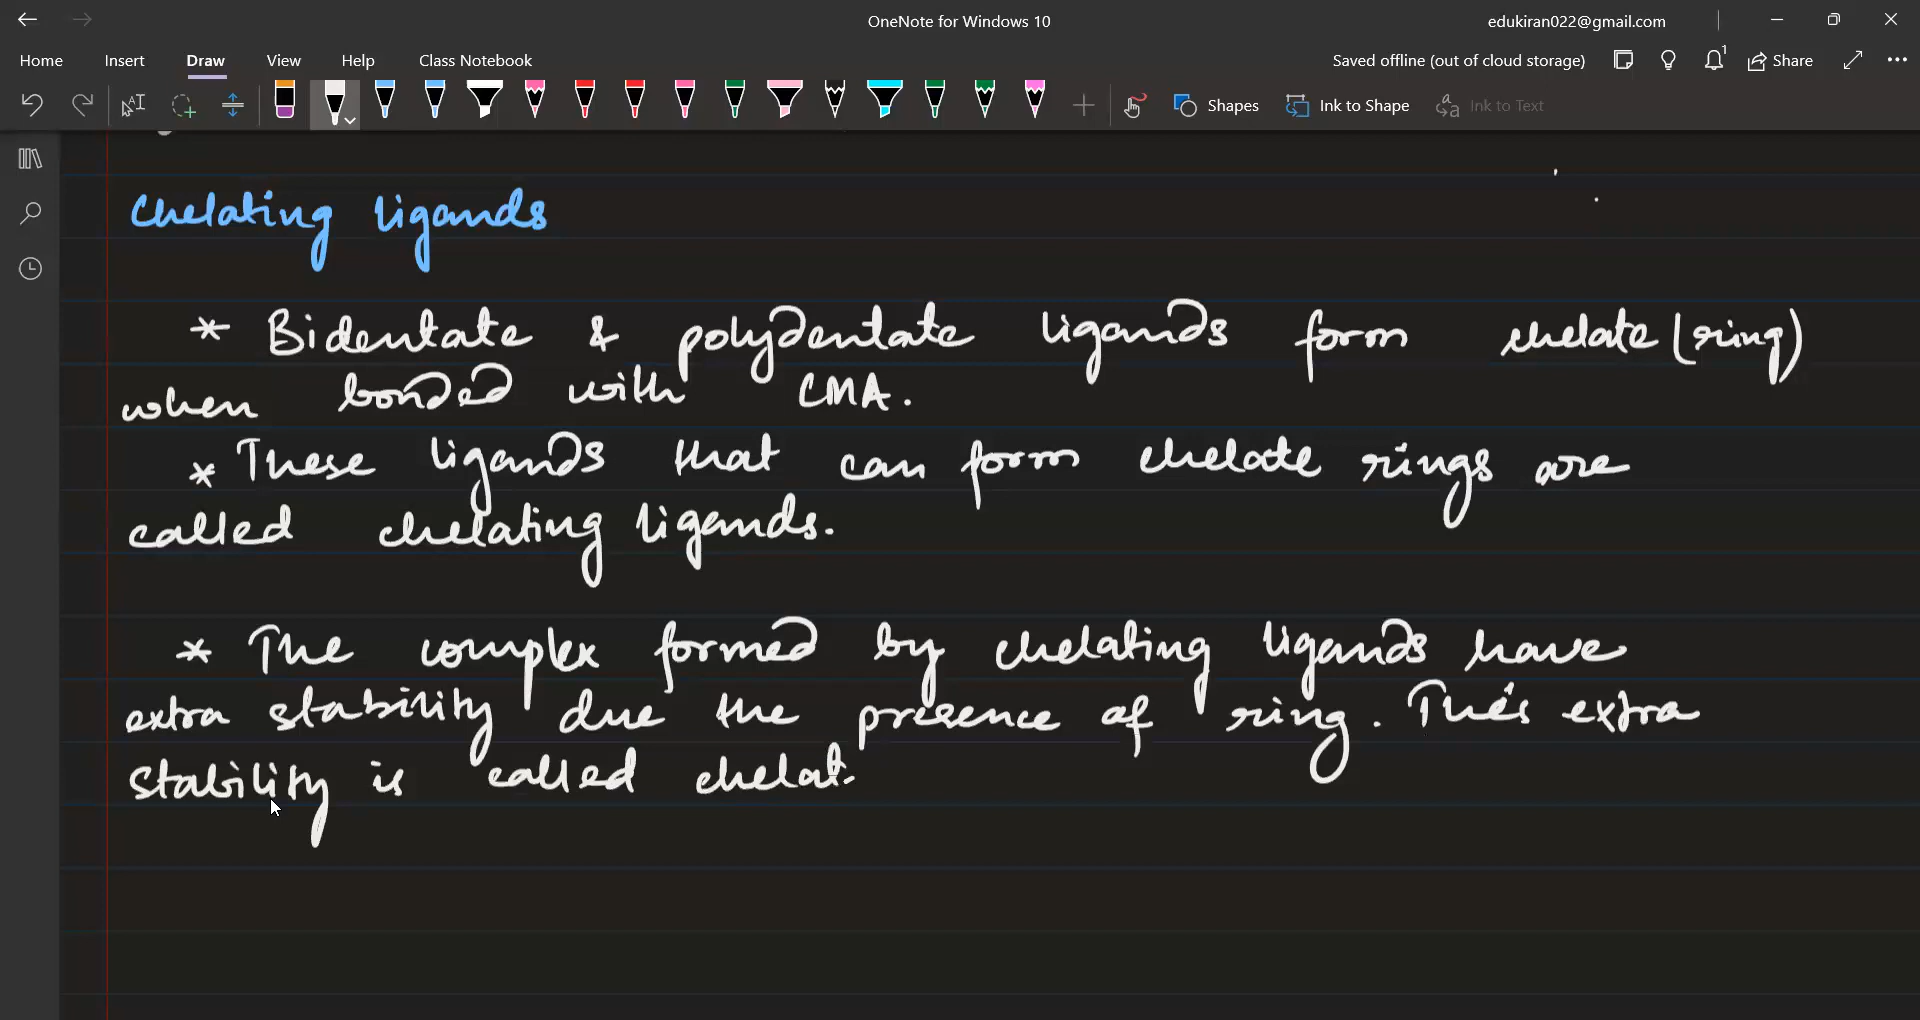 OneNote for Windows 10
edukiran022@gmail.com
Home Insert Draw View Help Class Notebook
Saved offline (out of cloud storage) 1 Share
Shapes Ink to Shape Ink to Text
Chelating ligands
* Bidentate & polydentate ligands form chelate (ring)
when bonded with CMA.
* These ligands that can form chelate rings are
called chelating ligands.
* The complex formed by chelating ligands have
extra stability due the presence of ring. This extra
stability is called chelat.